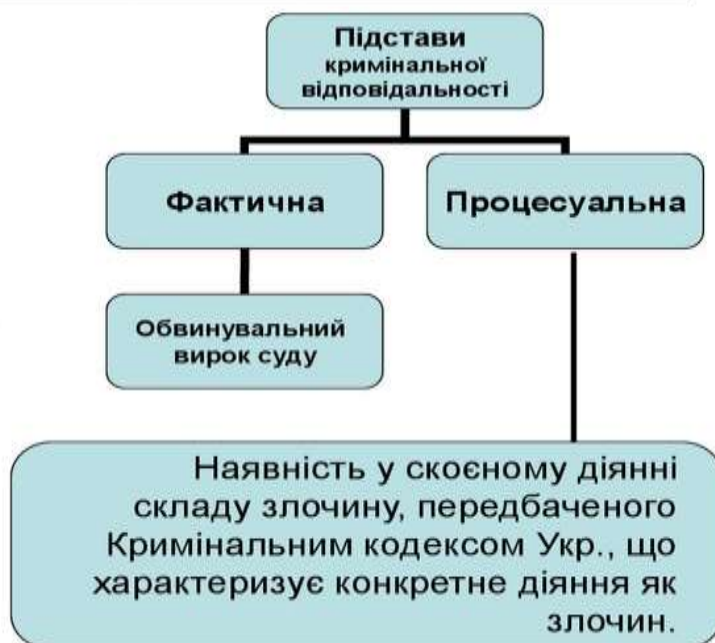 Підстави
кримінальної
відповідальності
Фактична
Процесуальна
Обвинувальний
вирок суду
Наявність у скоєному діянні
складу злочину, передбаченого
Кримінальним кодексом Укр., що
характеризує конкретне діяння як
злочин.